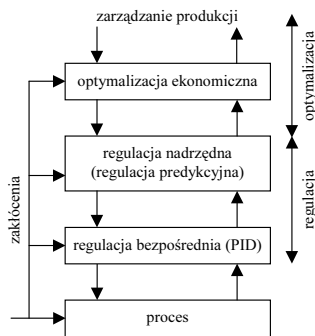 zarządzanie produkcji
optymalizacja ekonomiczna
regulacja nadrzędna
(regulacja predykcyjna)
regulacja bezpośrednia (PID)
proces
zakłócenia
optymalizacja
regulacja